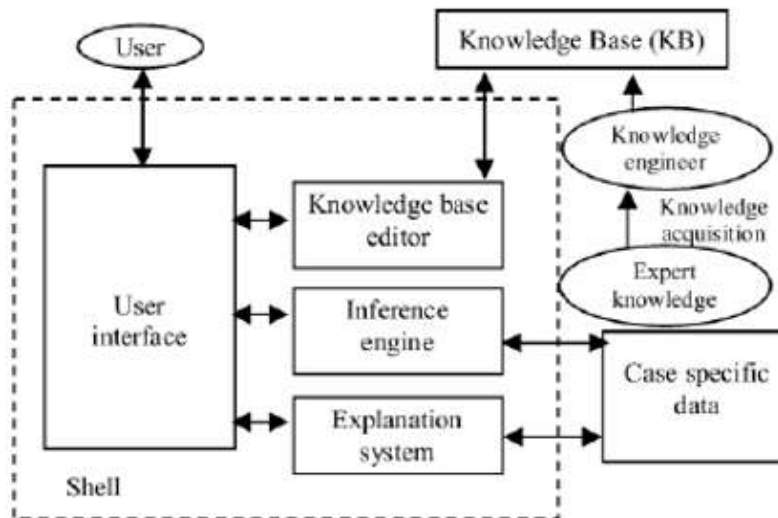 User
Knowledge Base (KB)
Knowledge
engineer
Knowledge base
editor
Knowledge
acquisition
Expert
knowledge
User
interface
Inference
engine
Case specific
data
Explanation
system
Shell